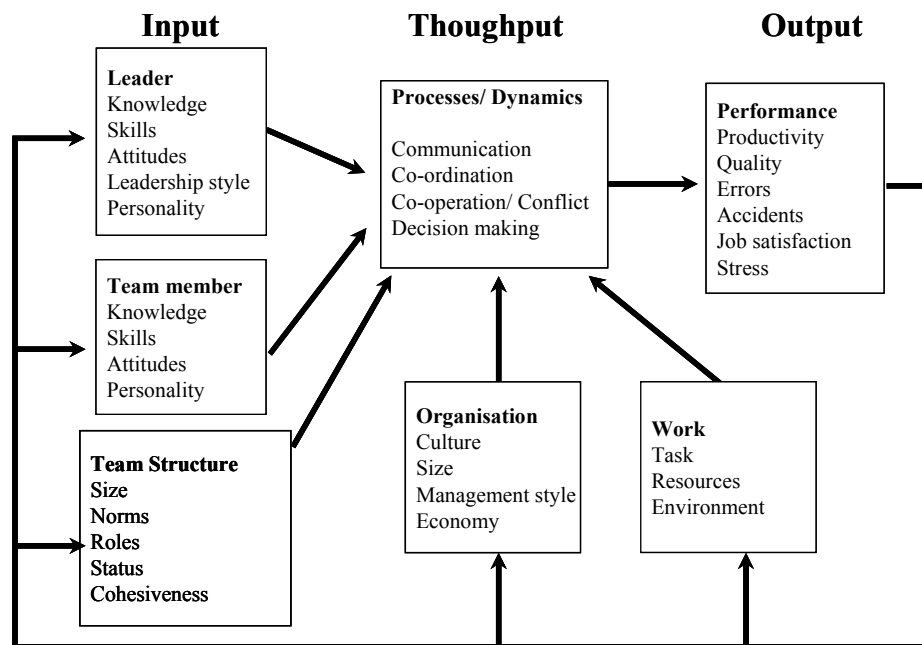 Input
Thoughput
Output
Leader
Knowledge
Skills
Attitudes
Leadership style
Personality
Team member
Knowledge
Skills
Attitudes
Personality
Team Structure
Size
Norms
Roles
Status
Cohesiveness
Processes/ Dynamics
Communication
Co-ordination
Co-operation/ Conflict
Decision making
Organisation
Culture
Size
Management style
Economy
Work
Task
Resources
Environment
Performance
Productivity
Quality
Errors
Accidents
Job satisfaction
Stress